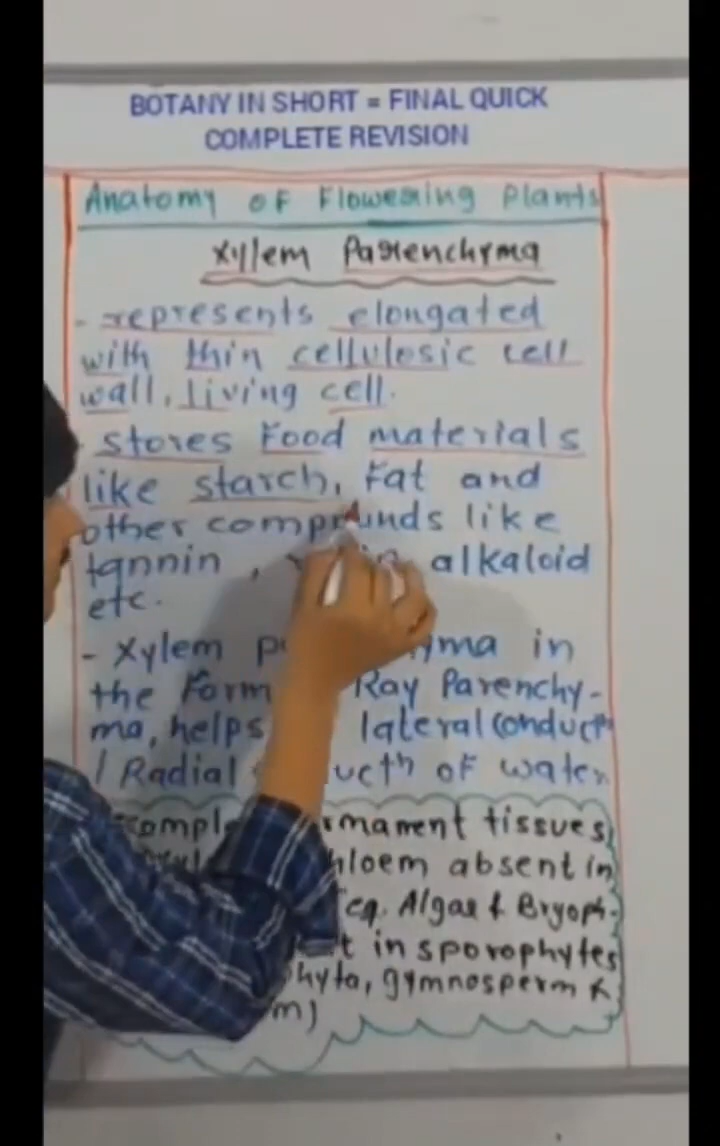 BOTANY IN SHORT = FINAL QUICK
COMPLETE REVISION
Anatomy of Flowering Plants
Xylem Parenchyma
- represents elongated
with thin cellulosic cell
wall, living cell.
stores Food materials
like starch, Fat and
other compounds like
tannin, alkaloid
etc.
- Xylem in
the Form Ray Parenchy-
ma, helps lateral conduct
/ Radial of water
tissues
absent in
eg. Algae & Bryoph-
in sporophytes
gymnosperm &